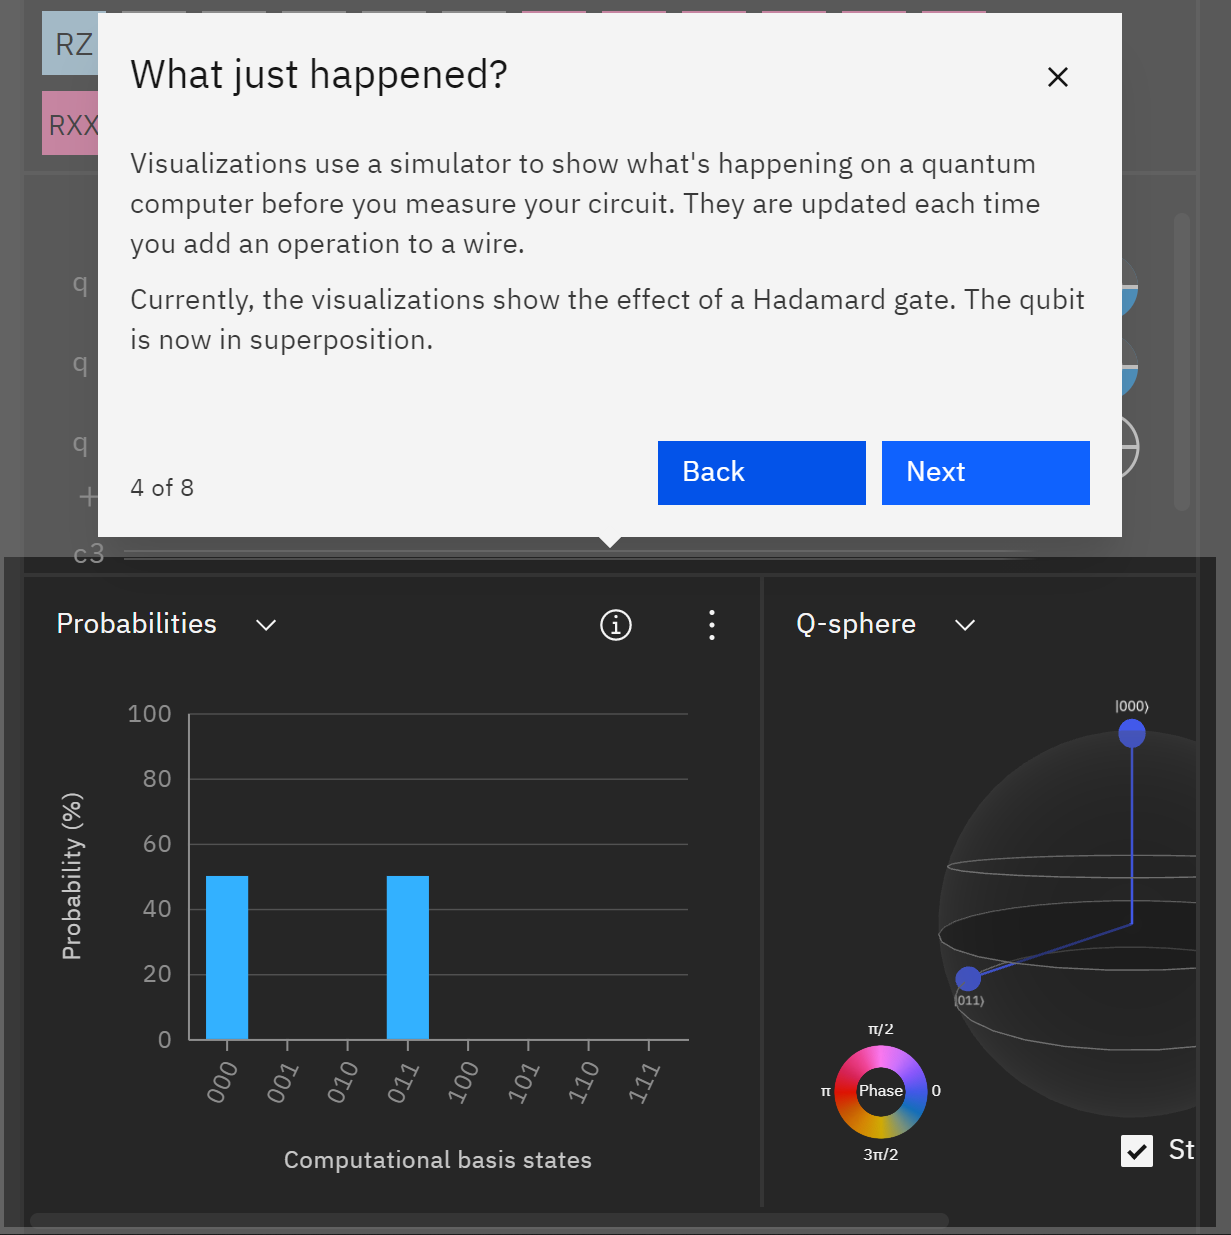 RZ
RXX
What just happened?
Visualizations use a simulator to show what's happening on a quantum
computer before you measure your circuit. They are updated each time
you add an operation to a wire.
Currently, the visualizations show the effect of a Hadamard gate. The qubit
is now in superposition.
4 of 8
Back
Next
q
q
q
+
c3
Probabilities
Q-sphere
Probability (%)
100
80
60
40
20
0
000
001
010
011
100
101
110
111
Computational basis states
|000⟩
|011⟩
π/2
π
Phase
0
3π/2
St